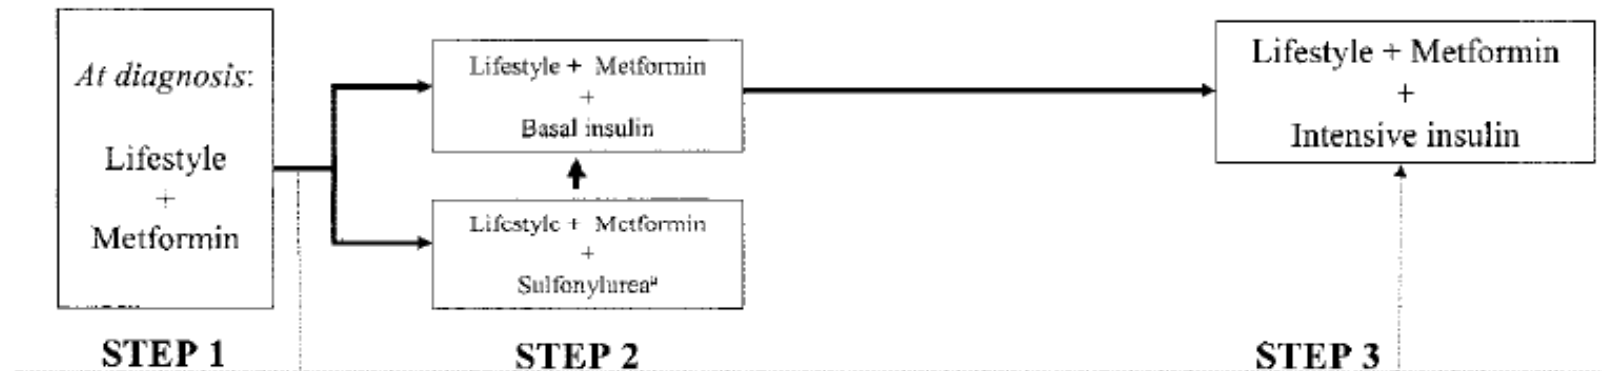 At diagnosis:
Lifestyle
+
Metformin
STEP 1
Lifestyle + Metformin
+
Basal insulin
Lifestyle + Metformin
+
Sulfonylureaª
STEP 2
Lifestyle + Metformin
+
Intensive insulin
STEP 3